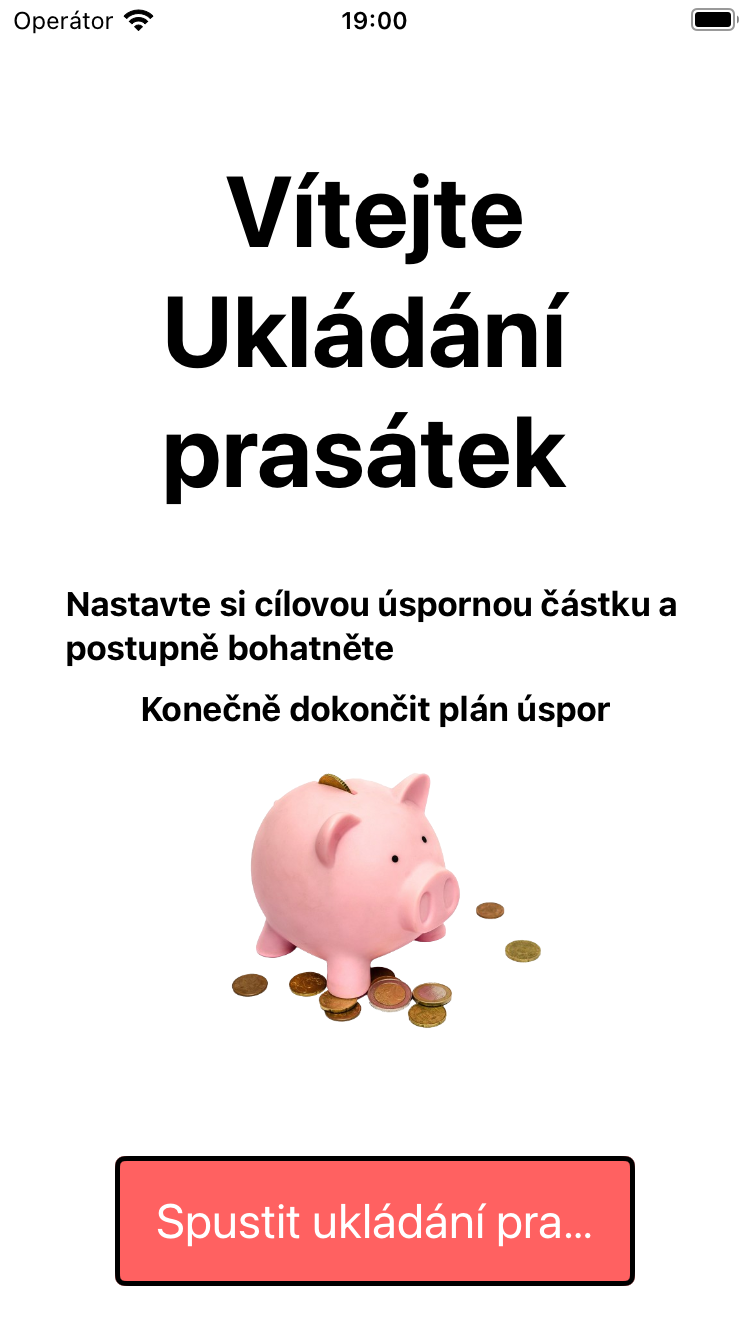 Operátor 19:00
Vítejte
Ukládání
prasátek
Nastavte si cílovou úspornou částku a
postupně bohatněte
Konečně dokončit plán úspor
Spustit ukládání pra...